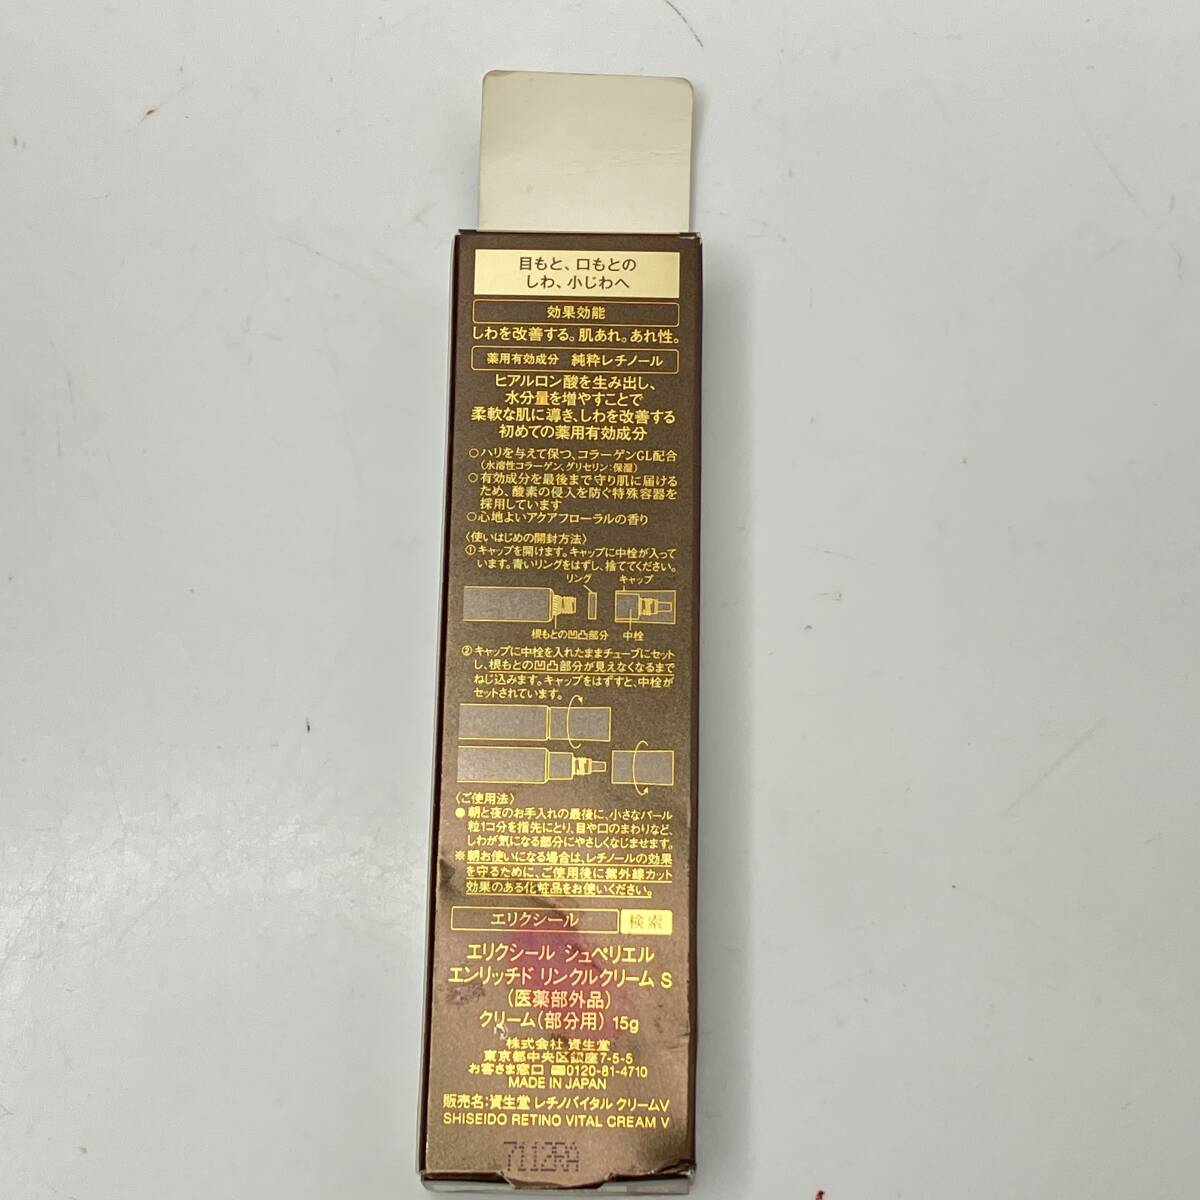 目もと、口もとの
しわ、小じわへ
効果効能
しわを改善する。肌あれ。あれ性。
薬用有効成分 純粋レチノール
ヒアルロン酸を生み出し、
水分量を増やすことで
柔軟な肌に導き、しわを改善する
初めての薬用有効成分
○ハリを与えて保つ、コラーゲンGL配合
(水溶性コラーゲン、グリセリン:保湿)
○有効成分を最後まで守り肌に届ける
ため、酸素の侵入を防ぐ特殊容器を
採用しています
○心地よいアクアフローラルの香り
〈使いはじめの開封方法〉
①キャップを開けます。キャップに中栓が入って
います。青いリングをはずし、捨ててください。
リング キャップ
根もとの凹凸部分 中栓
②キャップに中栓を入れたままチューブにセット
し、根もとの凹凸部分が見えなくなるまで
ねじ込みます。キャップをはずすと、中栓が
セットされています。
〈ご使用法〉
●朝と夜のお手入れの最後に、小さなパール
粒1コ分を指先にとり、目や口のまわりなど、
しわが気になる部分にやさしくなじませます。
※朝お使いになる場合は、レチノールの効果
を守るために、ご使用後に紫外線カット
効果のある化粧品をお使いください。
エリクシール 検索
エリクシール シュペリエル
エンリッチド リンクルクリーム S
(医薬部外品)
クリーム(部分用) 15g
株式会社 資生堂
東京都中央区銀座7-5-5
お客さま窓口 0120-81-4710
MADE IN JAPAN
販売名:資生堂 レチノバイタル クリームV
SHISEIDO RETINO VITAL CREAM V